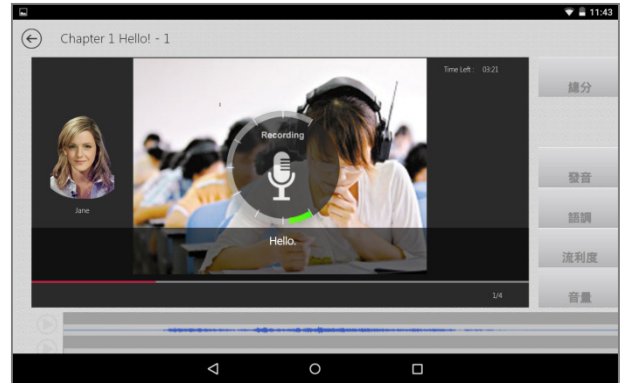 11:43
Chapter 1 Hello! - 1
Time Left : 03:21
總分
Recording
發音
Jane
語調
Hello.
流利度
1/4
音量